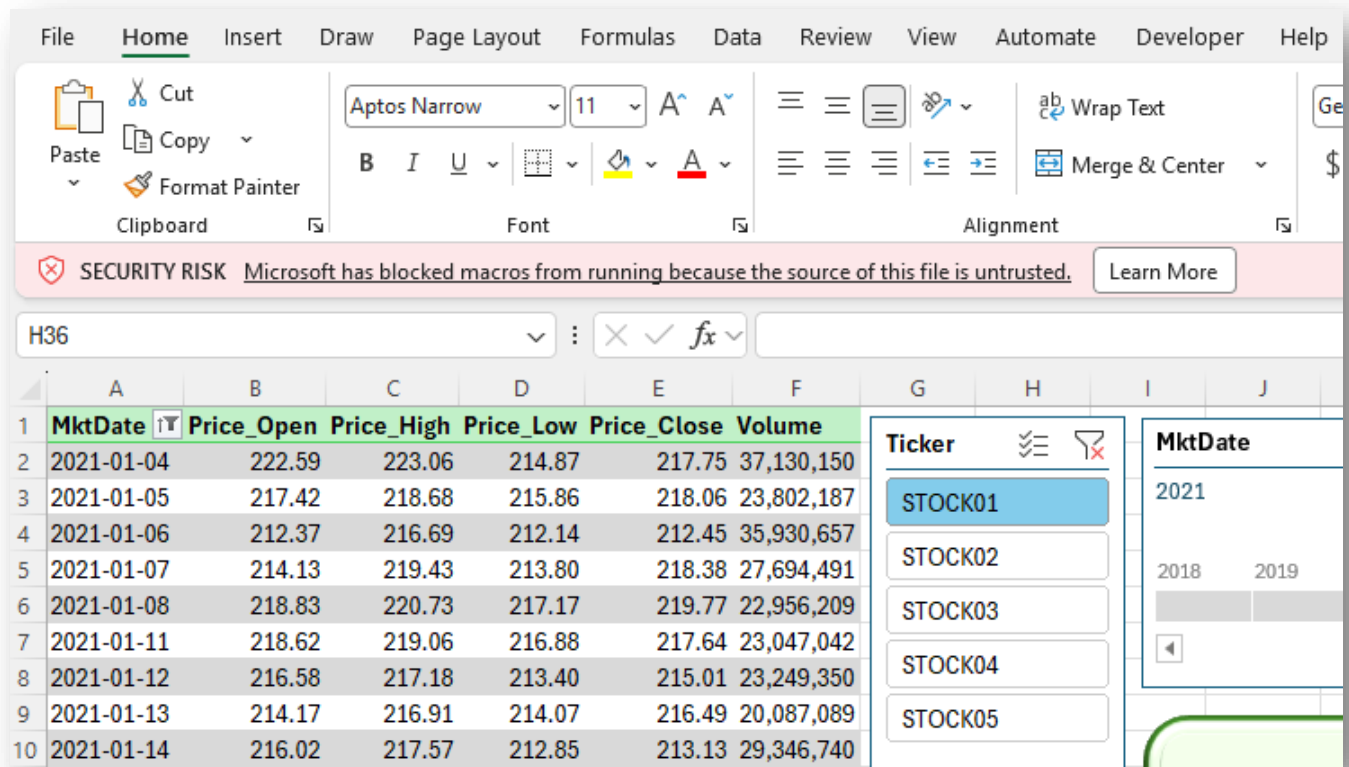 File Home Insert Draw Page Layout Formulas Data Review View Automate Developer Help
Cut
Copy
Paste
Format Painter
Clipboard
Aptos Narrow 11 A A
B I U A
Font
ab Wrap Text
Merge & Center
Alignment
Ge
$
SECURITY RISK Microsoft has blocked macros from running because the source of this file is untrusted. Learn More
H36 fx
A B C D E F G H I J
1 MktDate Price_Open Price_High Price_Low Price_Close Volume
2 2021-01-04 222.59 223.06 214.87 217.75 37,130,150
3 2021-01-05 217.42 218.68 215.86 218.06 23,802,187
4 2021-01-06 212.37 216.69 212.14 212.45 35,930,657
5 2021-01-07 214.13 219.43 213.80 218.38 27,694,491
6 2021-01-08 218.83 220.73 217.17 219.77 22,956,209
7 2021-01-11 218.62 219.06 216.88 217.64 23,047,042
8 2021-01-12 216.58 217.18 213.40 215.01 23,249,350
9 2021-01-13 214.17 216.91 214.07 216.49 20,087,089
10 2021-01-14 216.02 217.57 212.85 213.13 29,346,740
Ticker
STOCK01
STOCK02
STOCK03
STOCK04
STOCK05
MktDate
2021
2018 2019